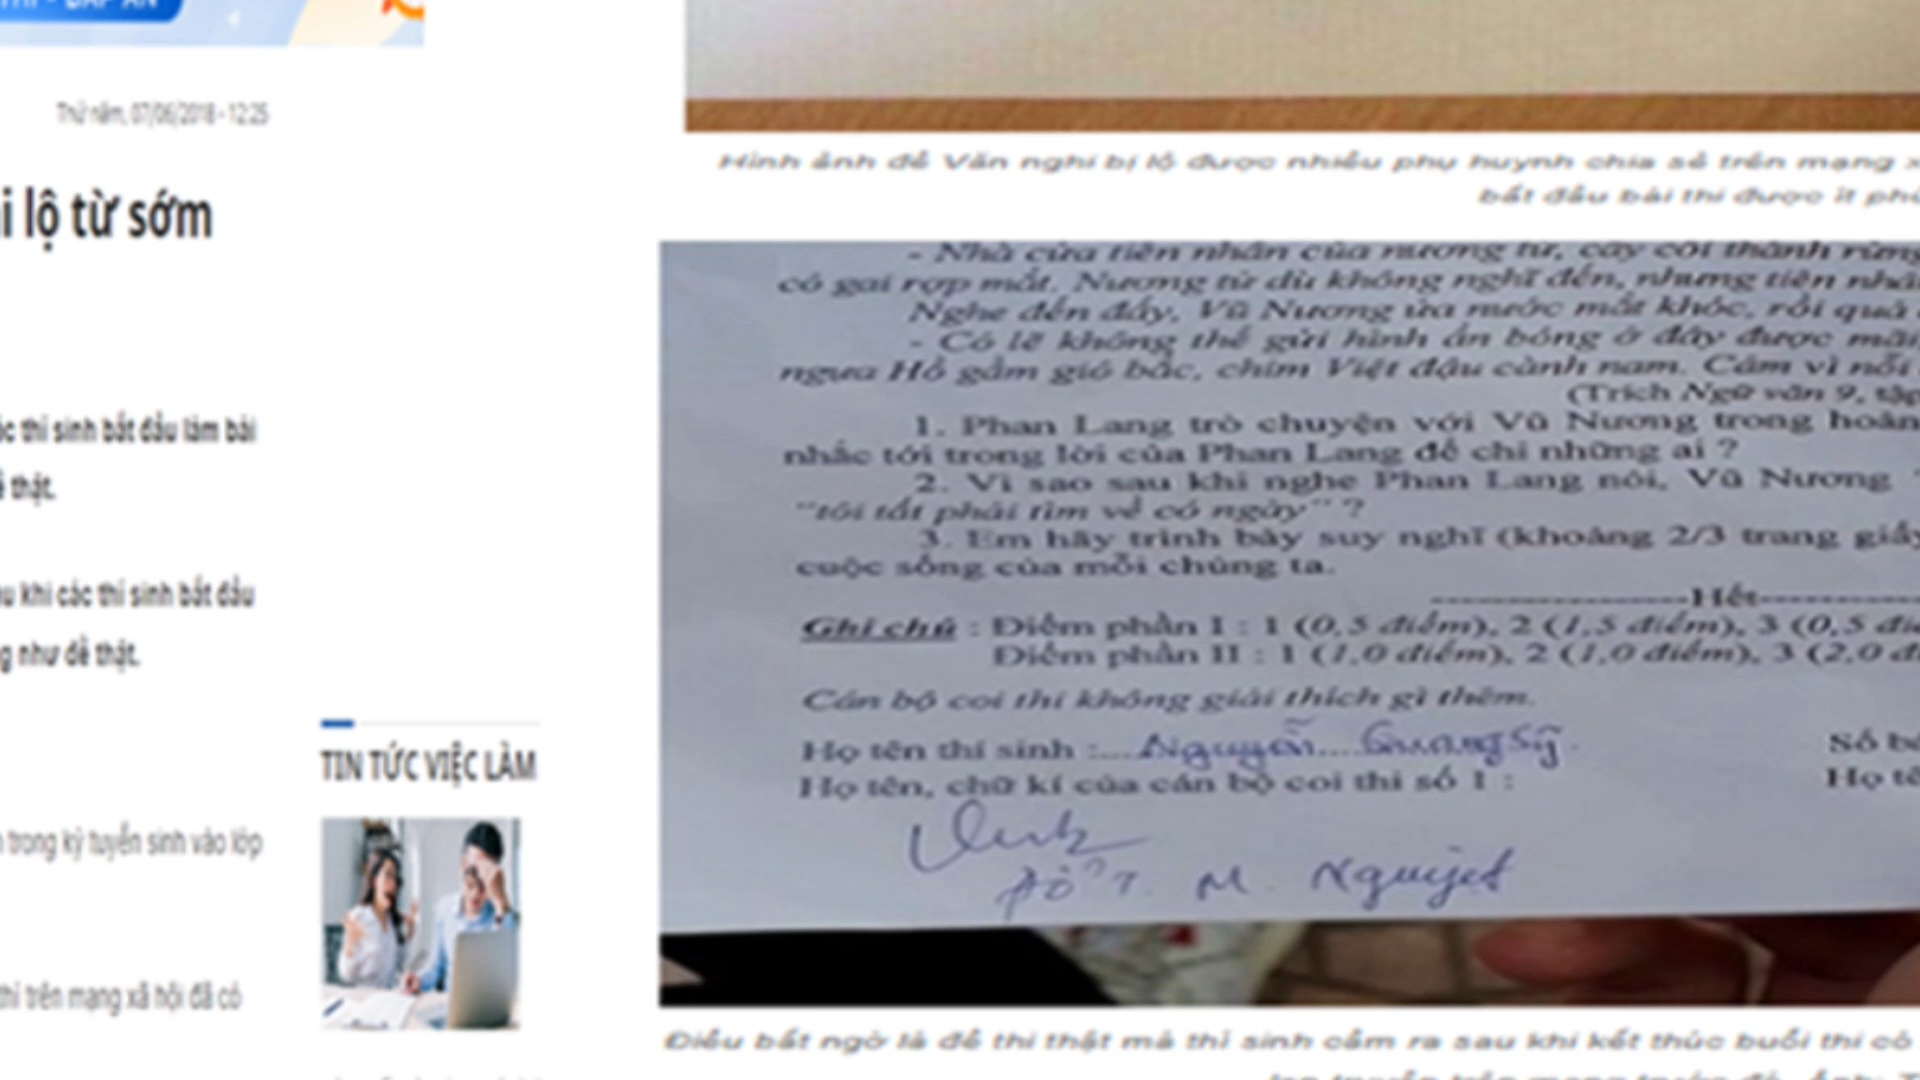 THI - ĐÁP ÁN
Thứ năm, 07/06/2018 - 12:25
i lộ từ sớm
các thí sinh bắt đầu làm bài
thật.
khi các thí sinh bắt đầu
như đề thật.
TIN TỨC VIỆC LÀM
trong kỳ tuyển sinh vào lớp
thi trên mạng xã hội đã có
Hình ảnh đề Văn nghi bị lộ được nhiều phụ huynh chia sẻ trên mạng x
bắt đầu bài thi được ít phú
- Nhà cửa tiên nhân của nương tử, cây cối thành rừng
có gai rợp mắt. Nương tử dù không nghĩ đến, nhưng tiên nhâ
Nghe đến đấy, Vũ Nương ứa nước mắt khóc, rồi quả
- Có lẽ không thể gửi hình ẩn bóng ở đây được mãi,
ngựa Hồ gầm gió bắc, chim Việt đậu cành nam. Cảm vì nỗi
(Trích Ngữ văn 9, tập
1. Phan Lang trò chuyện với Vũ Nương trong hoàn
nhắc tới trong lời của Phan Lang để chỉ những ai ?
2. Vì sao sau khi nghe Phan Lang nói, Vũ Nương "
"tôi tất phải tìm về có ngày" ?
3. Em hãy trình bày suy nghĩ (khoảng 2/3 trang giấy
cuộc sống của mỗi chúng ta.
------------------Hết-----------
Ghi chú : Điểm phần I : 1 (0,5 điểm), 2 (1,5 điểm), 3 (0,5 điể
Điểm phần II : 1 (1,0 điểm), 2 (1,0 điểm), 3 (2,0 đi
Cán bộ coi thi không giải thích gì thêm.
Họ tên thí sinh :....Nguyễn....Quang Sỹ. Số bá
Họ tên, chữ kí của cán bộ coi thi số 1 : Họ tê
M. Nguyệt
Điều bất ngờ là đề thi thật mà thí sinh cầm ra sau khi kết thúc buổi thi có